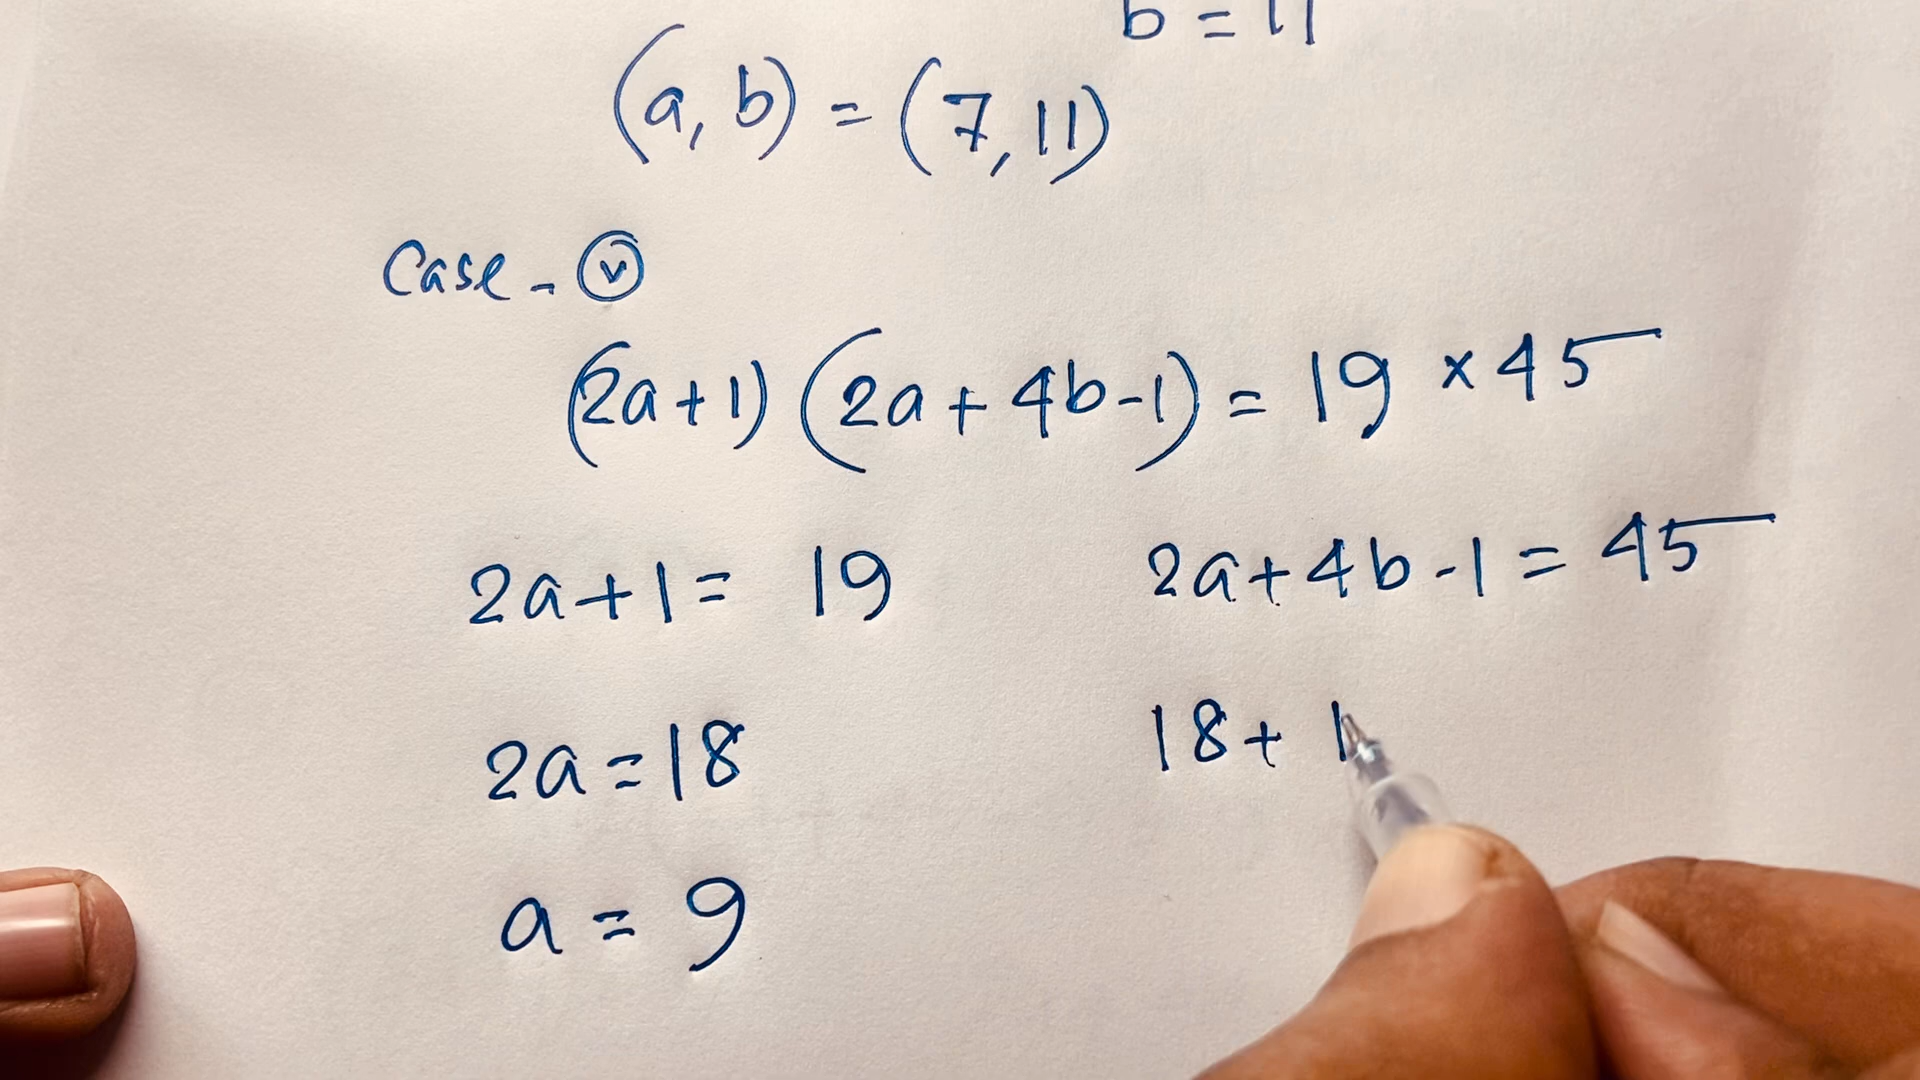 b = 11
(a, b) = (7, 11)
Case - (v)
(2a+1) (2a + 4b-1) = 19 × 45
2a+1 = 19
2a+4b-1 = 45
2a = 18
18+
a = 9